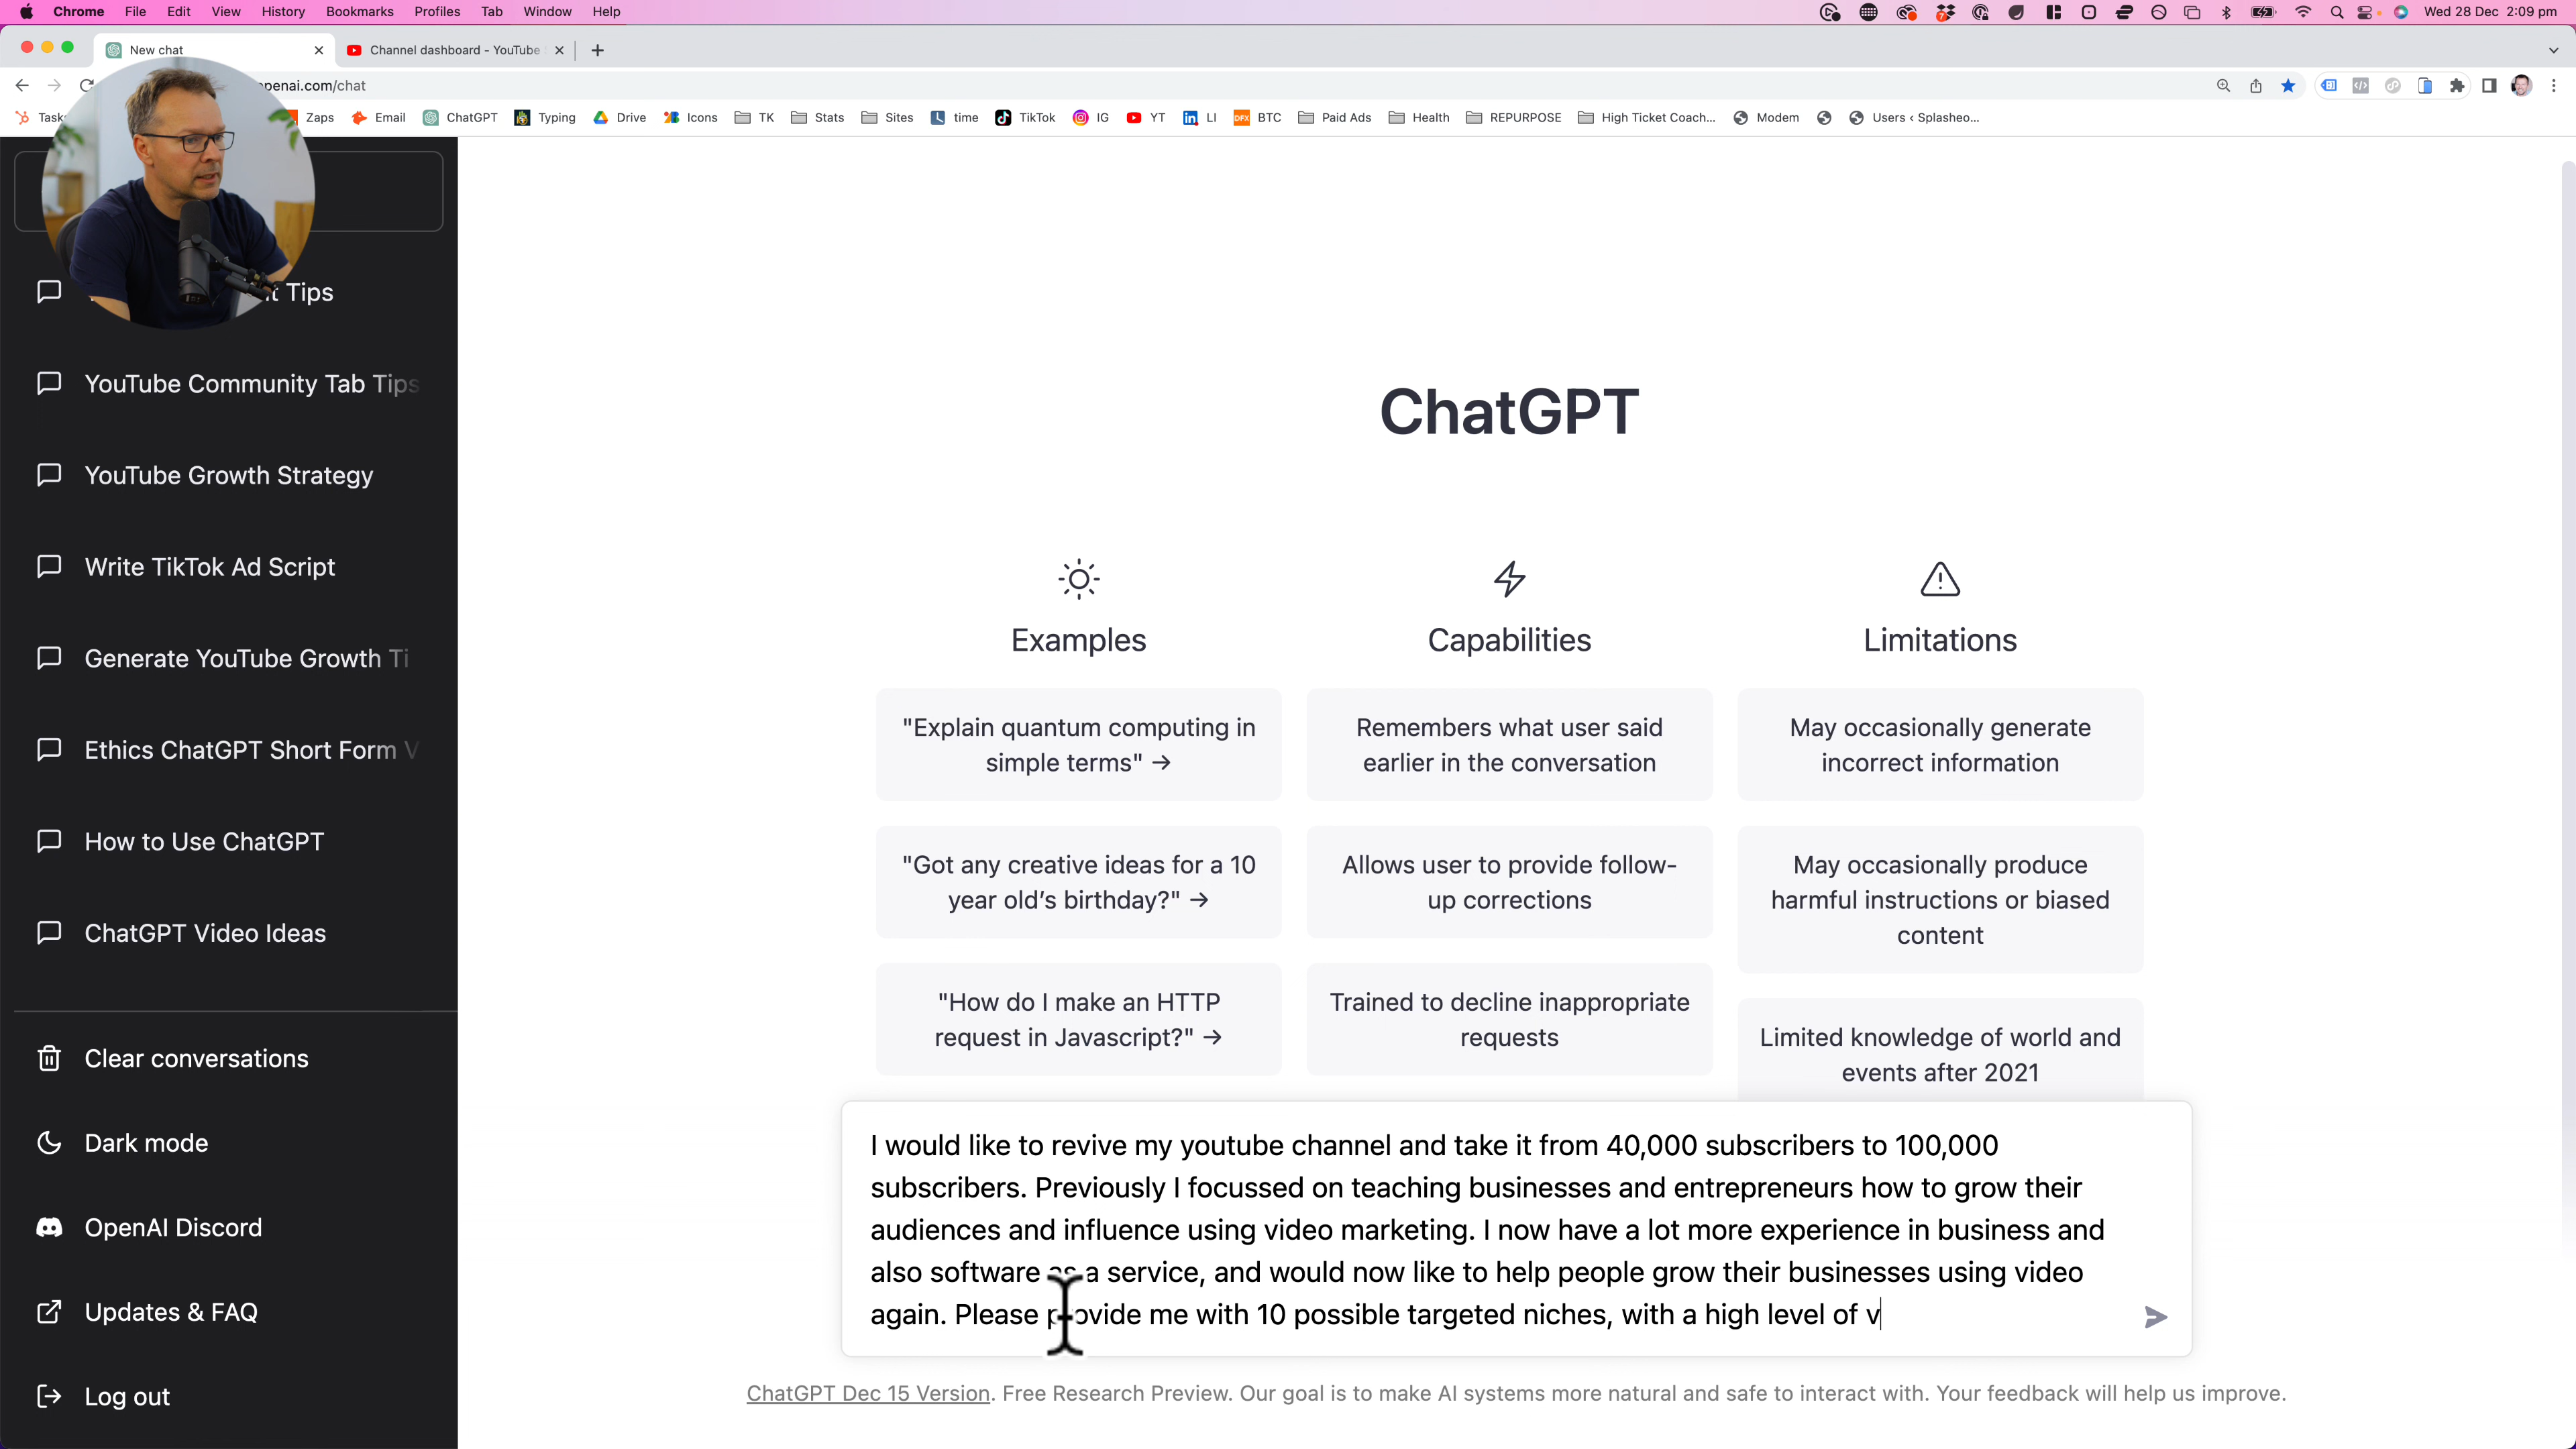 Chrome File Edit View History Bookmarks Profiles Tab Window Help Wed 28 Dec 2:09 pm
New chat Channel dashboard - YouTube
openai.com/chat
Zaps Email ChatGPT Typing Drive Icons TK Stats Sites time TikTok IG YT LI BTC Paid Ads Health REPURPOSE High Ticket Coach... Modem Users ‹ Splasheo...
Tips
YouTube Community Tab Tips
YouTube Growth Strategy
Write TikTok Ad Script
Generate YouTube Growth Ti
Ethics ChatGPT Short Form V
How to Use ChatGPT
ChatGPT Video Ideas
Clear conversations
Dark mode
OpenAI Discord
Updates & FAQ
Log out
ChatGPT
Examples
"Explain quantum computing in
simple terms" →
"Got any creative ideas for a 10
year old's birthday?" →
"How do I make an HTTP
request in Javascript?" →
Capabilities
Remembers what user said
earlier in the conversation
Allows user to provide follow-
up corrections
Trained to decline inappropriate
requests
Limitations
May occasionally generate
incorrect information
May occasionally produce
harmful instructions or biased
content
Limited knowledge of world and
events after 2021
I would like to revive my youtube channel and take it from 40,000 subscribers to 100,000
subscribers. Previously I focussed on teaching businesses and entrepreneurs how to grow their
audiences and influence using video marketing. I now have a lot more experience in business and
also software as a service, and would now like to help people grow their businesses using video
again. Please provide me with 10 possible targeted niches, with a high level of v
ChatGPT Dec 15 Version. Free Research Preview. Our goal is to make AI systems more natural and safe to interact with. Your feedback will help us improve.